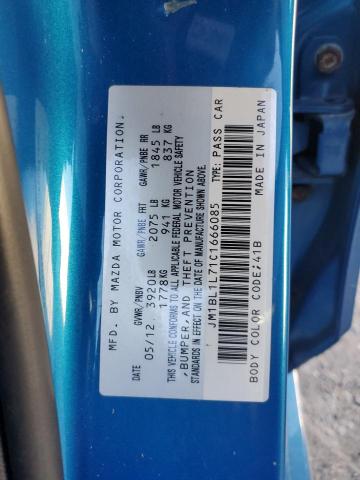 MFD. BY MAZDA MOTOR CORPORATION.
GVWR/PNBV GAWR/PNBE FRT GAWR/PNBE RR
DATE 05/12 3920LB 2075 LB 1845 LB
1778KG 941 KG 837 KG
THIS VEHICLE CONFORMS TO ALL APPLICABLE FEDERAL MOTOR VEHICLE SAFETY
,BUMPER,AND THEFT PREVENTION
STANDARDS IN EFFECT ON THE DATE OF MANUFACTURE SHOWN ABOVE.
JM1BL1L71C1666085 TYPE: PASS CAR
BODY COLOR CODE:41B MADE IN JAPAN